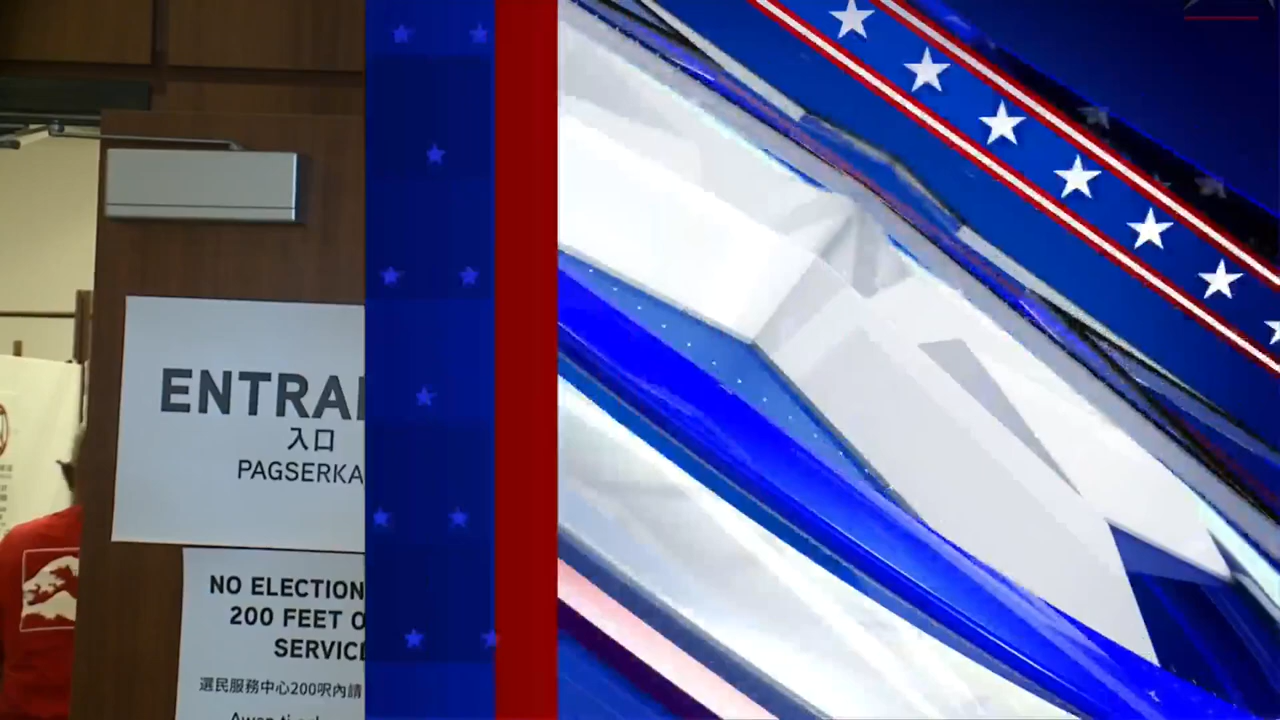 ENTRAI
入口
PAGSERKA
NO ELECTION
200 FEET O
SERVICE
選民服務中心200呎內請